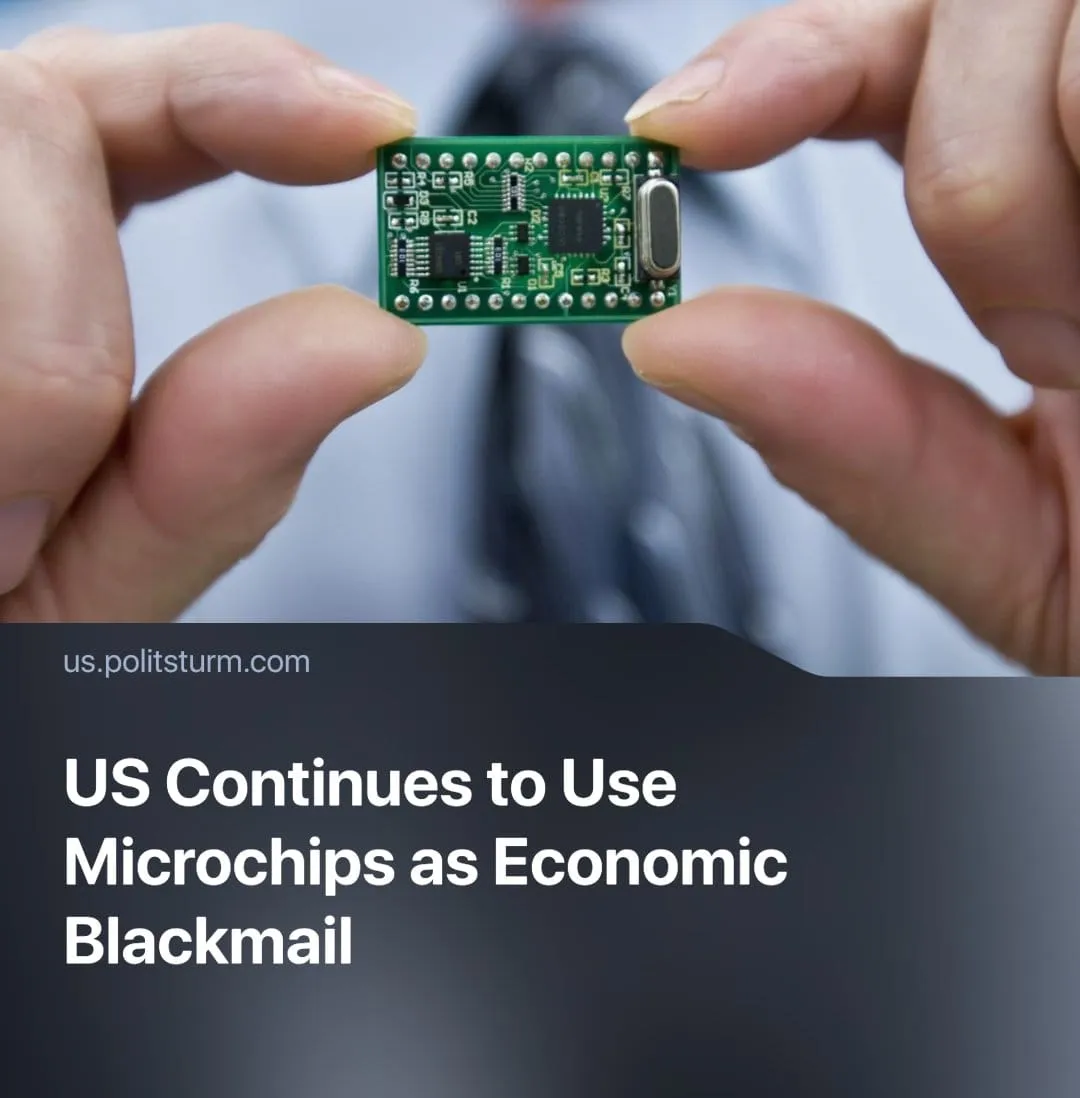 us.politsturm.com
US Continues to Use
Microchips as Economic
Blackmail